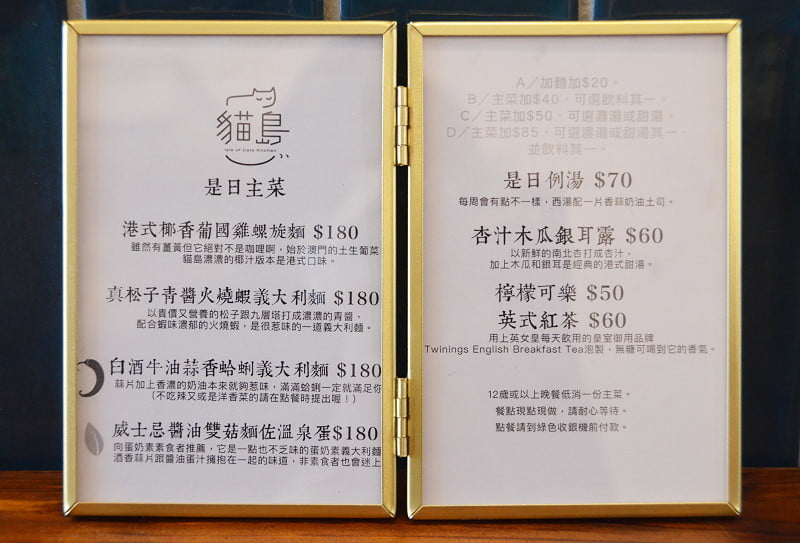 貓島
Isle of Cats Kitchen
是日主菜
港式椰香葡國雞螺旋麵 $180
雖然有薑黃但它絕對不是咖哩啊，始於澳門的土生葡菜
貓島濃濃的椰汁版本是港式口味。
真松子青醬火燒蝦義大利麵 $180
以貴價又營養的松子跟九層塔打成濃濃的青醬，
配合蝦味濃郁的火燒蝦，是很惹味的一道義大利麵。
白酒牛油蒜香蛤蜊義大利麵 $180
蒜片加上香濃的奶油本來就夠惹味，滿滿蛤蜊一定就滿足你
（不吃辣又或是洋香菜的請在點餐時提出喔！）
威士忌醬油雙菇麵佐溫泉蛋$180
向蛋奶素素食者推薦，它是一點也不乏味的蛋奶素義大利麵
酒香蒜片跟醬油蛋汁擁抱在一起的味道，非素食者也會迷上
A／加麵加$20。
B／主菜加$40，可選飲料其一。
C／主菜加$50，可選濃湯或甜湯。
D／主菜加$85，可選濃湯或甜湯其一，
並飲料其一。
是日例湯 $70
每周會有點不一樣，西湯配一片香蒜奶油土司。
杏汁木瓜銀耳露 $60
以新鮮的南北杏打成杏汁，
加上木瓜和銀耳是經典的港式甜湯。
檸檬可樂 $50
英式紅茶 $60
用上英女皇每天飲用的皇室御用品牌
Twinings English Breakfast Tea泡製，無糖可喝到它的香氣。
12歲或以上晚餐低消一份主菜。
餐點現點現做，請耐心等待。
點餐請到綠色收銀機前付款。